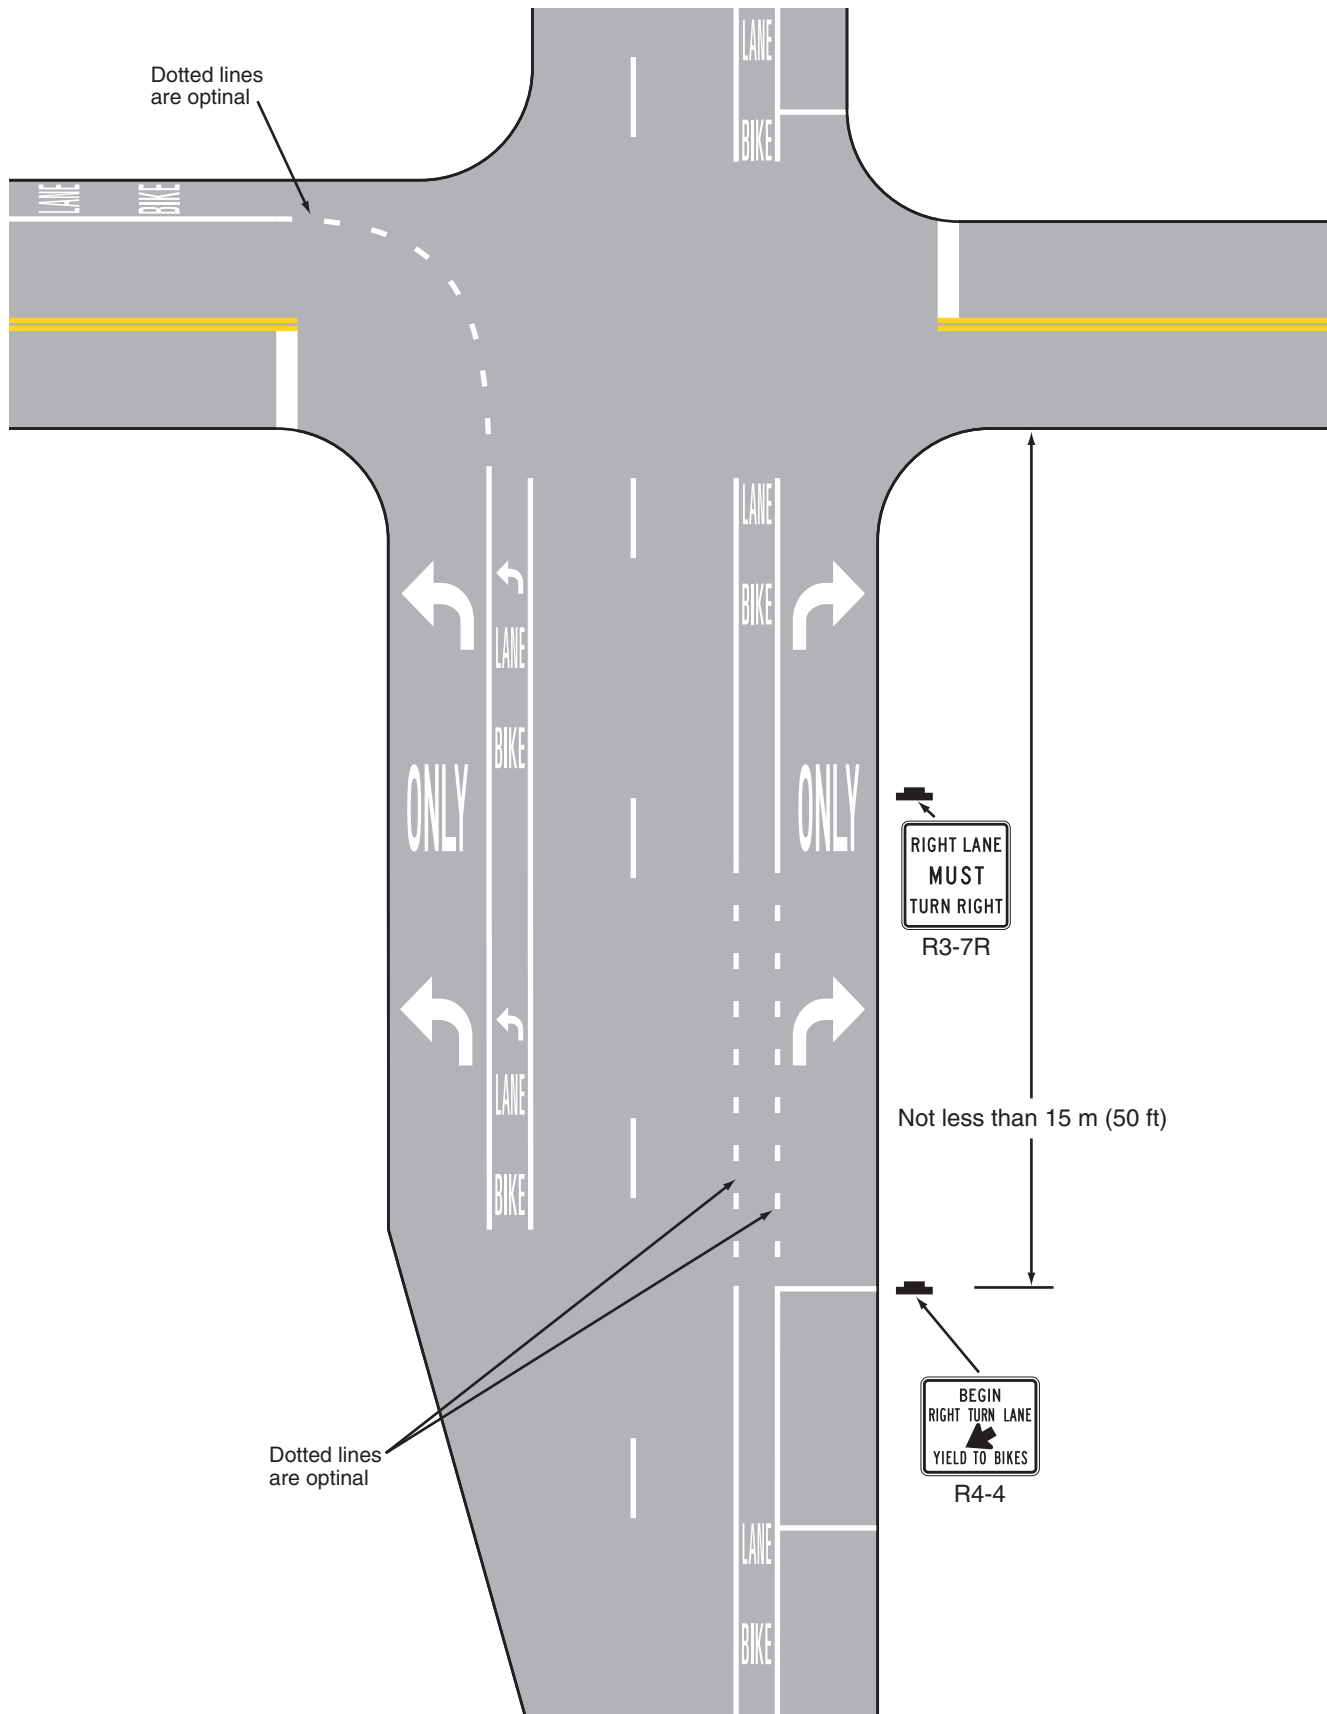 LANE
BIKE
Dotted lines
are optinal
LANE
BIKE
LANE
BIKE
LANE
BIKE
ONLY
ONLY
RIGHT LANE
MUST
TURN RIGHT
R3-7R
LANE
BIKE
Not less than 15 m (50 ft)
BEGIN
RIGHT TURN LANE
YIELD TO BIKES
R4-4
Dotted lines
are optinal
LANE
BIKE